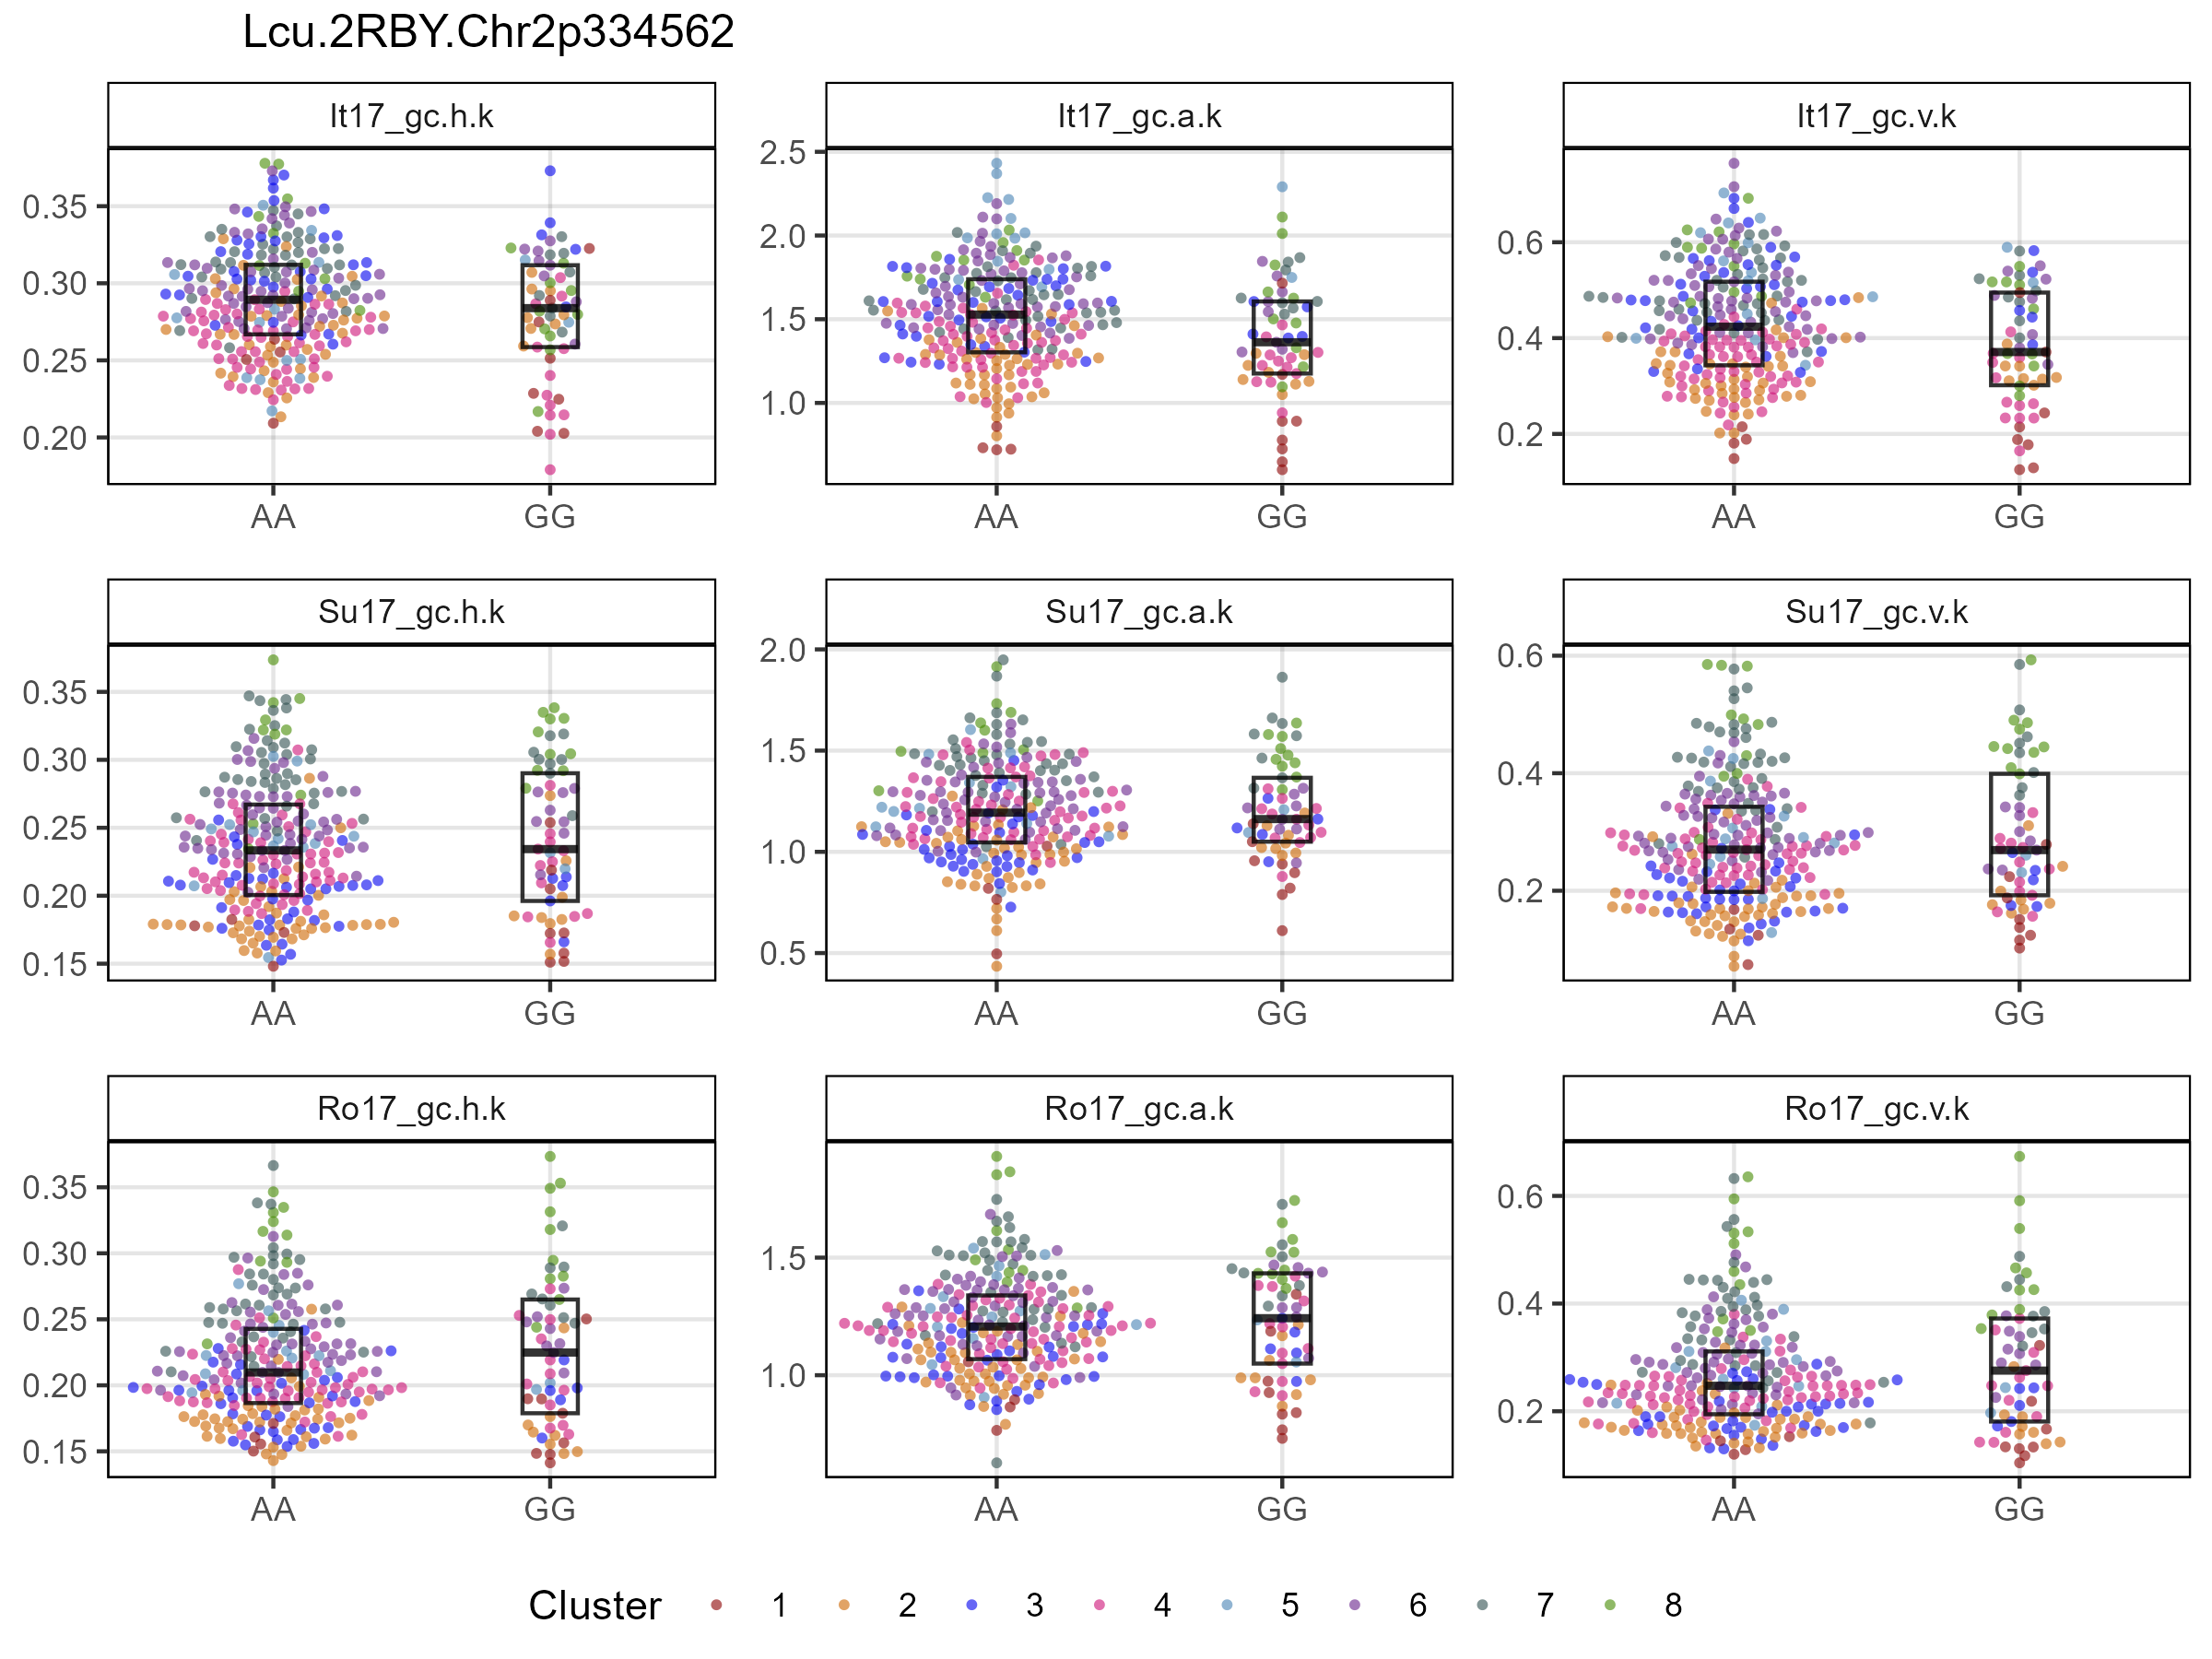 Lcu.2RBY.Chr2p334562
It17_gc.h.k
It17_gc.a.k
It17_gc.v.k
0.35
0.30
0.25
0.20
AA
GG
2.5
2.0
1.5
1.0
AA
GG
0.6
0.4
0.2
AA
GG
Su17_gc.h.k
Su17_gc.a.k
Su17_gc.v.k
0.35
0.30
0.25
0.20
0.15
AA
GG
2.0
1.5
1.0
0.5
AA
GG
0.6
0.4
0.2
AA
GG
Ro17_gc.h.k
Ro17_gc.a.k
Ro17_gc.v.k
0.35
0.30
0.25
0.20
0.15
AA
GG
1.5
1.0
AA
GG
0.6
0.4
0.2
AA
GG
Cluster 1 2 3 4 5 6 7 8